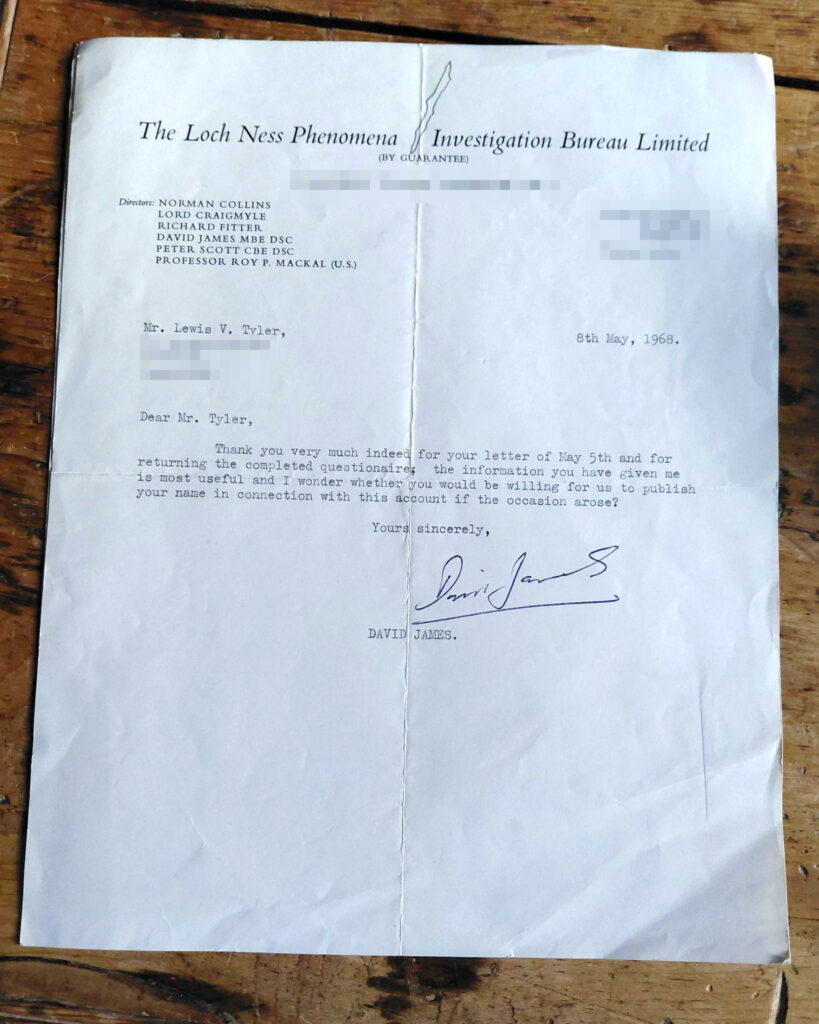 The Loch Ness Phenomena Investigation Bureau Limited
(BY GUARANTEE)
Directors: NORMAN COLLINS
LORD CRAIGMYLE
RICHARD FITTER
DAVID JAMES MBE DSC
PETER SCOTT CBE DSC
PROFESSOR ROY P. MACKAL (U.S.)
Mr. Lewis V. Tyler,
8th May, 1968.
Dear Mr. Tyler,
Thank you very much indeed for your letter of May 5th and for
returning the completed questionaire; the information you have given me
is most useful and I wonder whether you would be willing for us to publish
your name in connection with this account if the occasion arose?
Yours sincerely,
David James
DAVID JAMES.